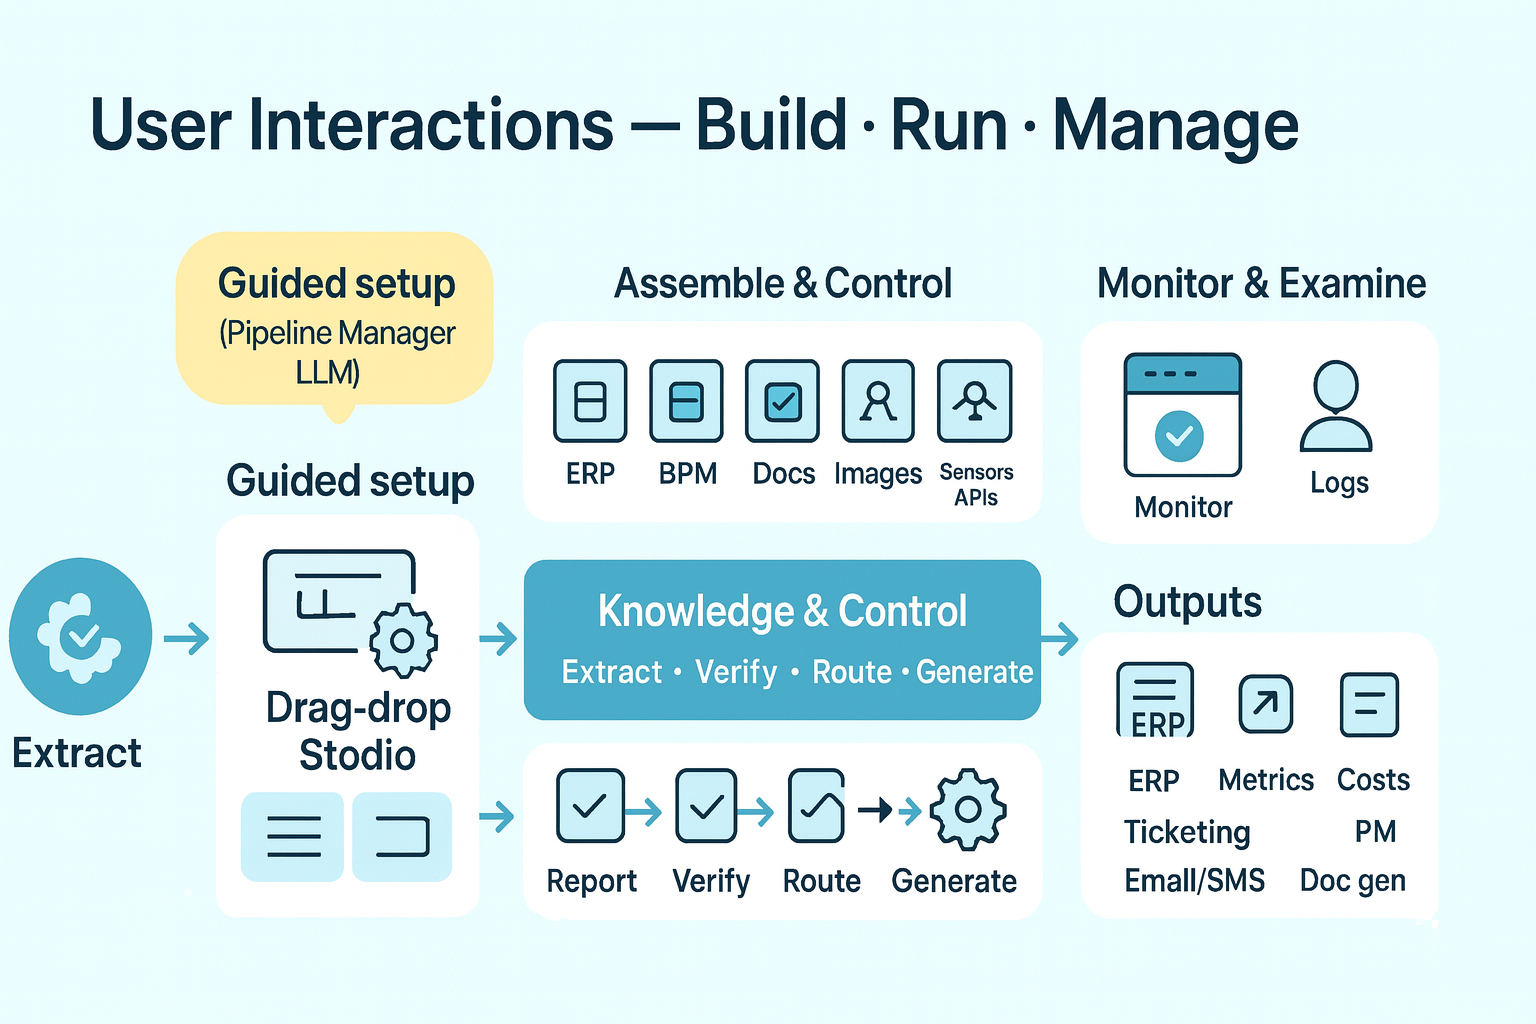 User Interactions — Build · Run · Manage
Guided setup
(Pipeline Manager
LLM)
Guided setup
Extract
Drag-drop
Stodio
Assemble & Control
ERP BPM Docs Images Sensors
APIs
Knowledge & Control
Extract · Verify · Route · Generate
Report Verify Route Generate
Monitor & Examine
Monitor
Logs
Outputs
ERP
ERP Metrics Costs
Ticketing PM
Emall/SMS Doc gen